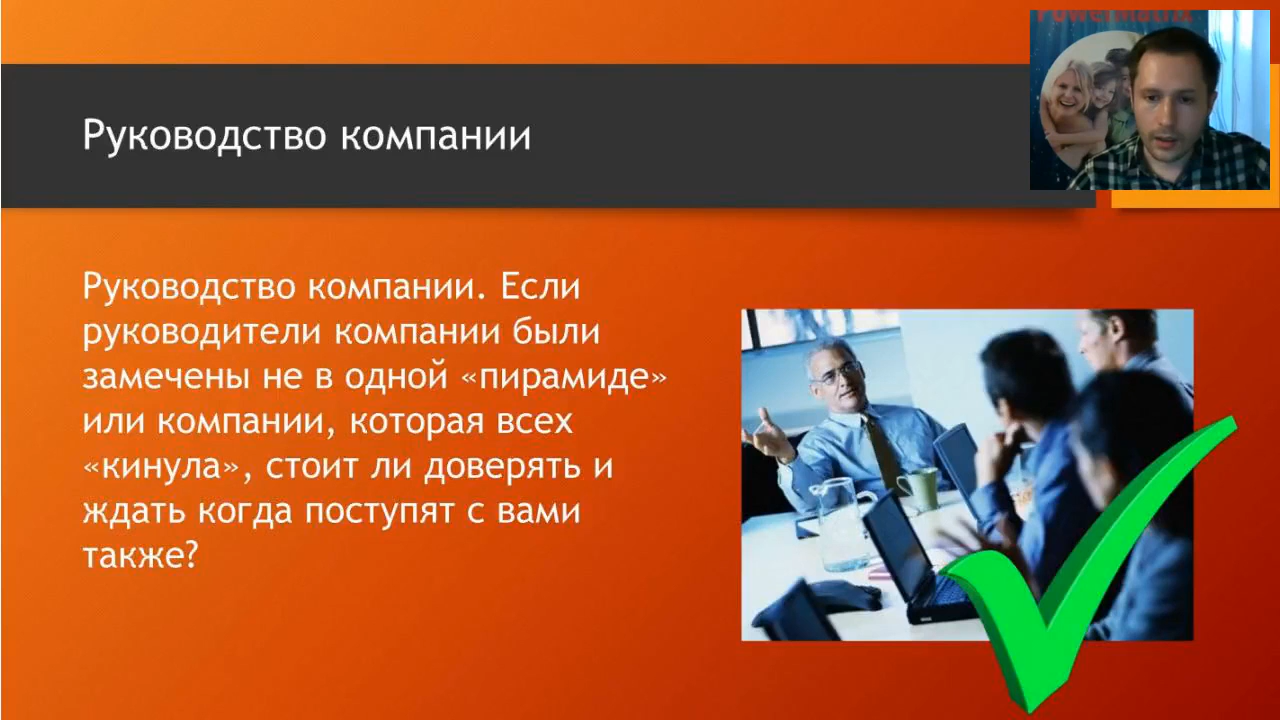 PowerMatrix
Руководство компании
Руководство компании. Если
руководители компании были
замечены не в одной «пирамиде»
или компании, которая всех
«кинула», стоит ли доверять и
ждать когда поступят с вами
также?